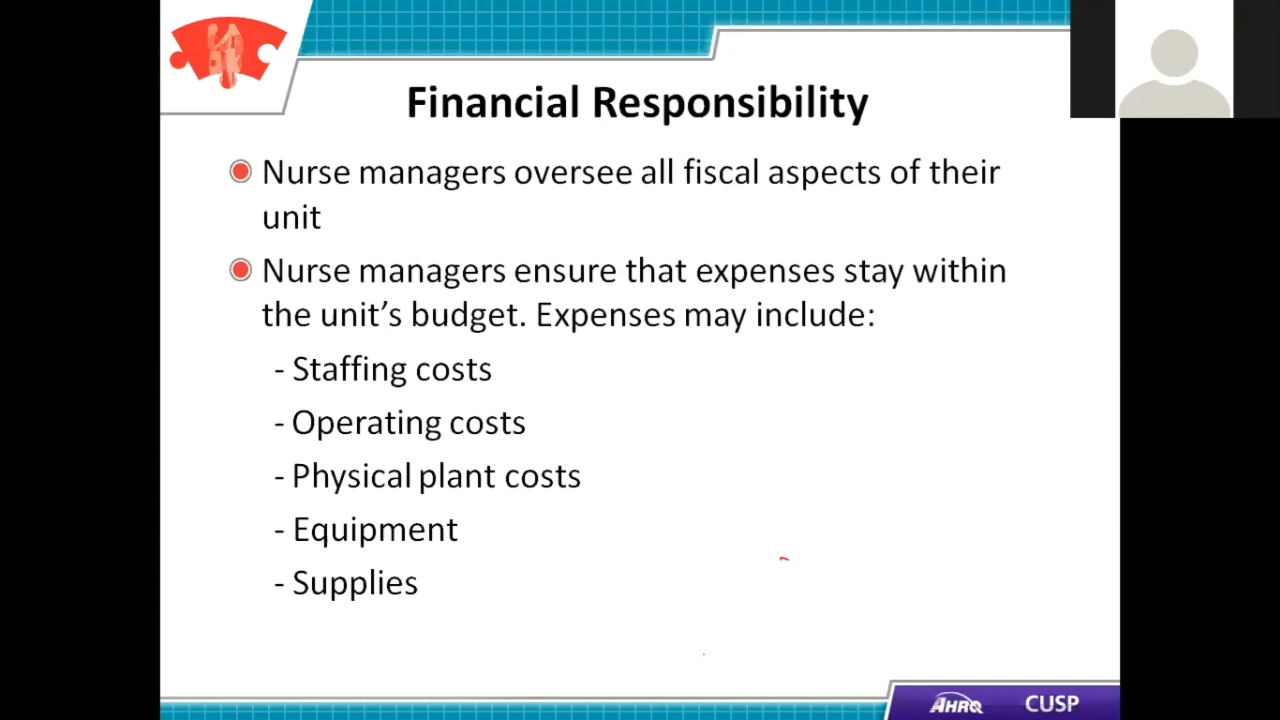 Financial Responsibility
Nurse managers oversee all fiscal aspects of their
unit
Nurse managers ensure that expenses stay within
the unit’s budget. Expenses may include:
- Staffing costs
- Operating costs
- Physical plant costs
- Equipment
- Supplies
AHRQ CUSP